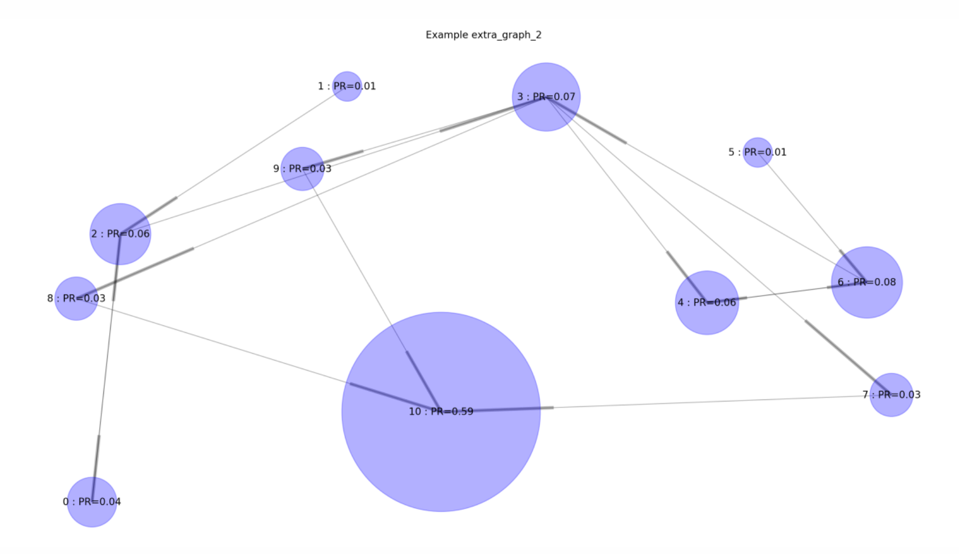 Example extra_graph_2
1 : PR=0.01
3 : PR=0.07
5 : PR=0.01
9 : PR=0.03
2 : PR=0.06
6 : PR=0.08
8 : PR=0.03
4 : PR=0.06
7 : PR=0.03
10 : PR=0.59
0 : PR=0.04